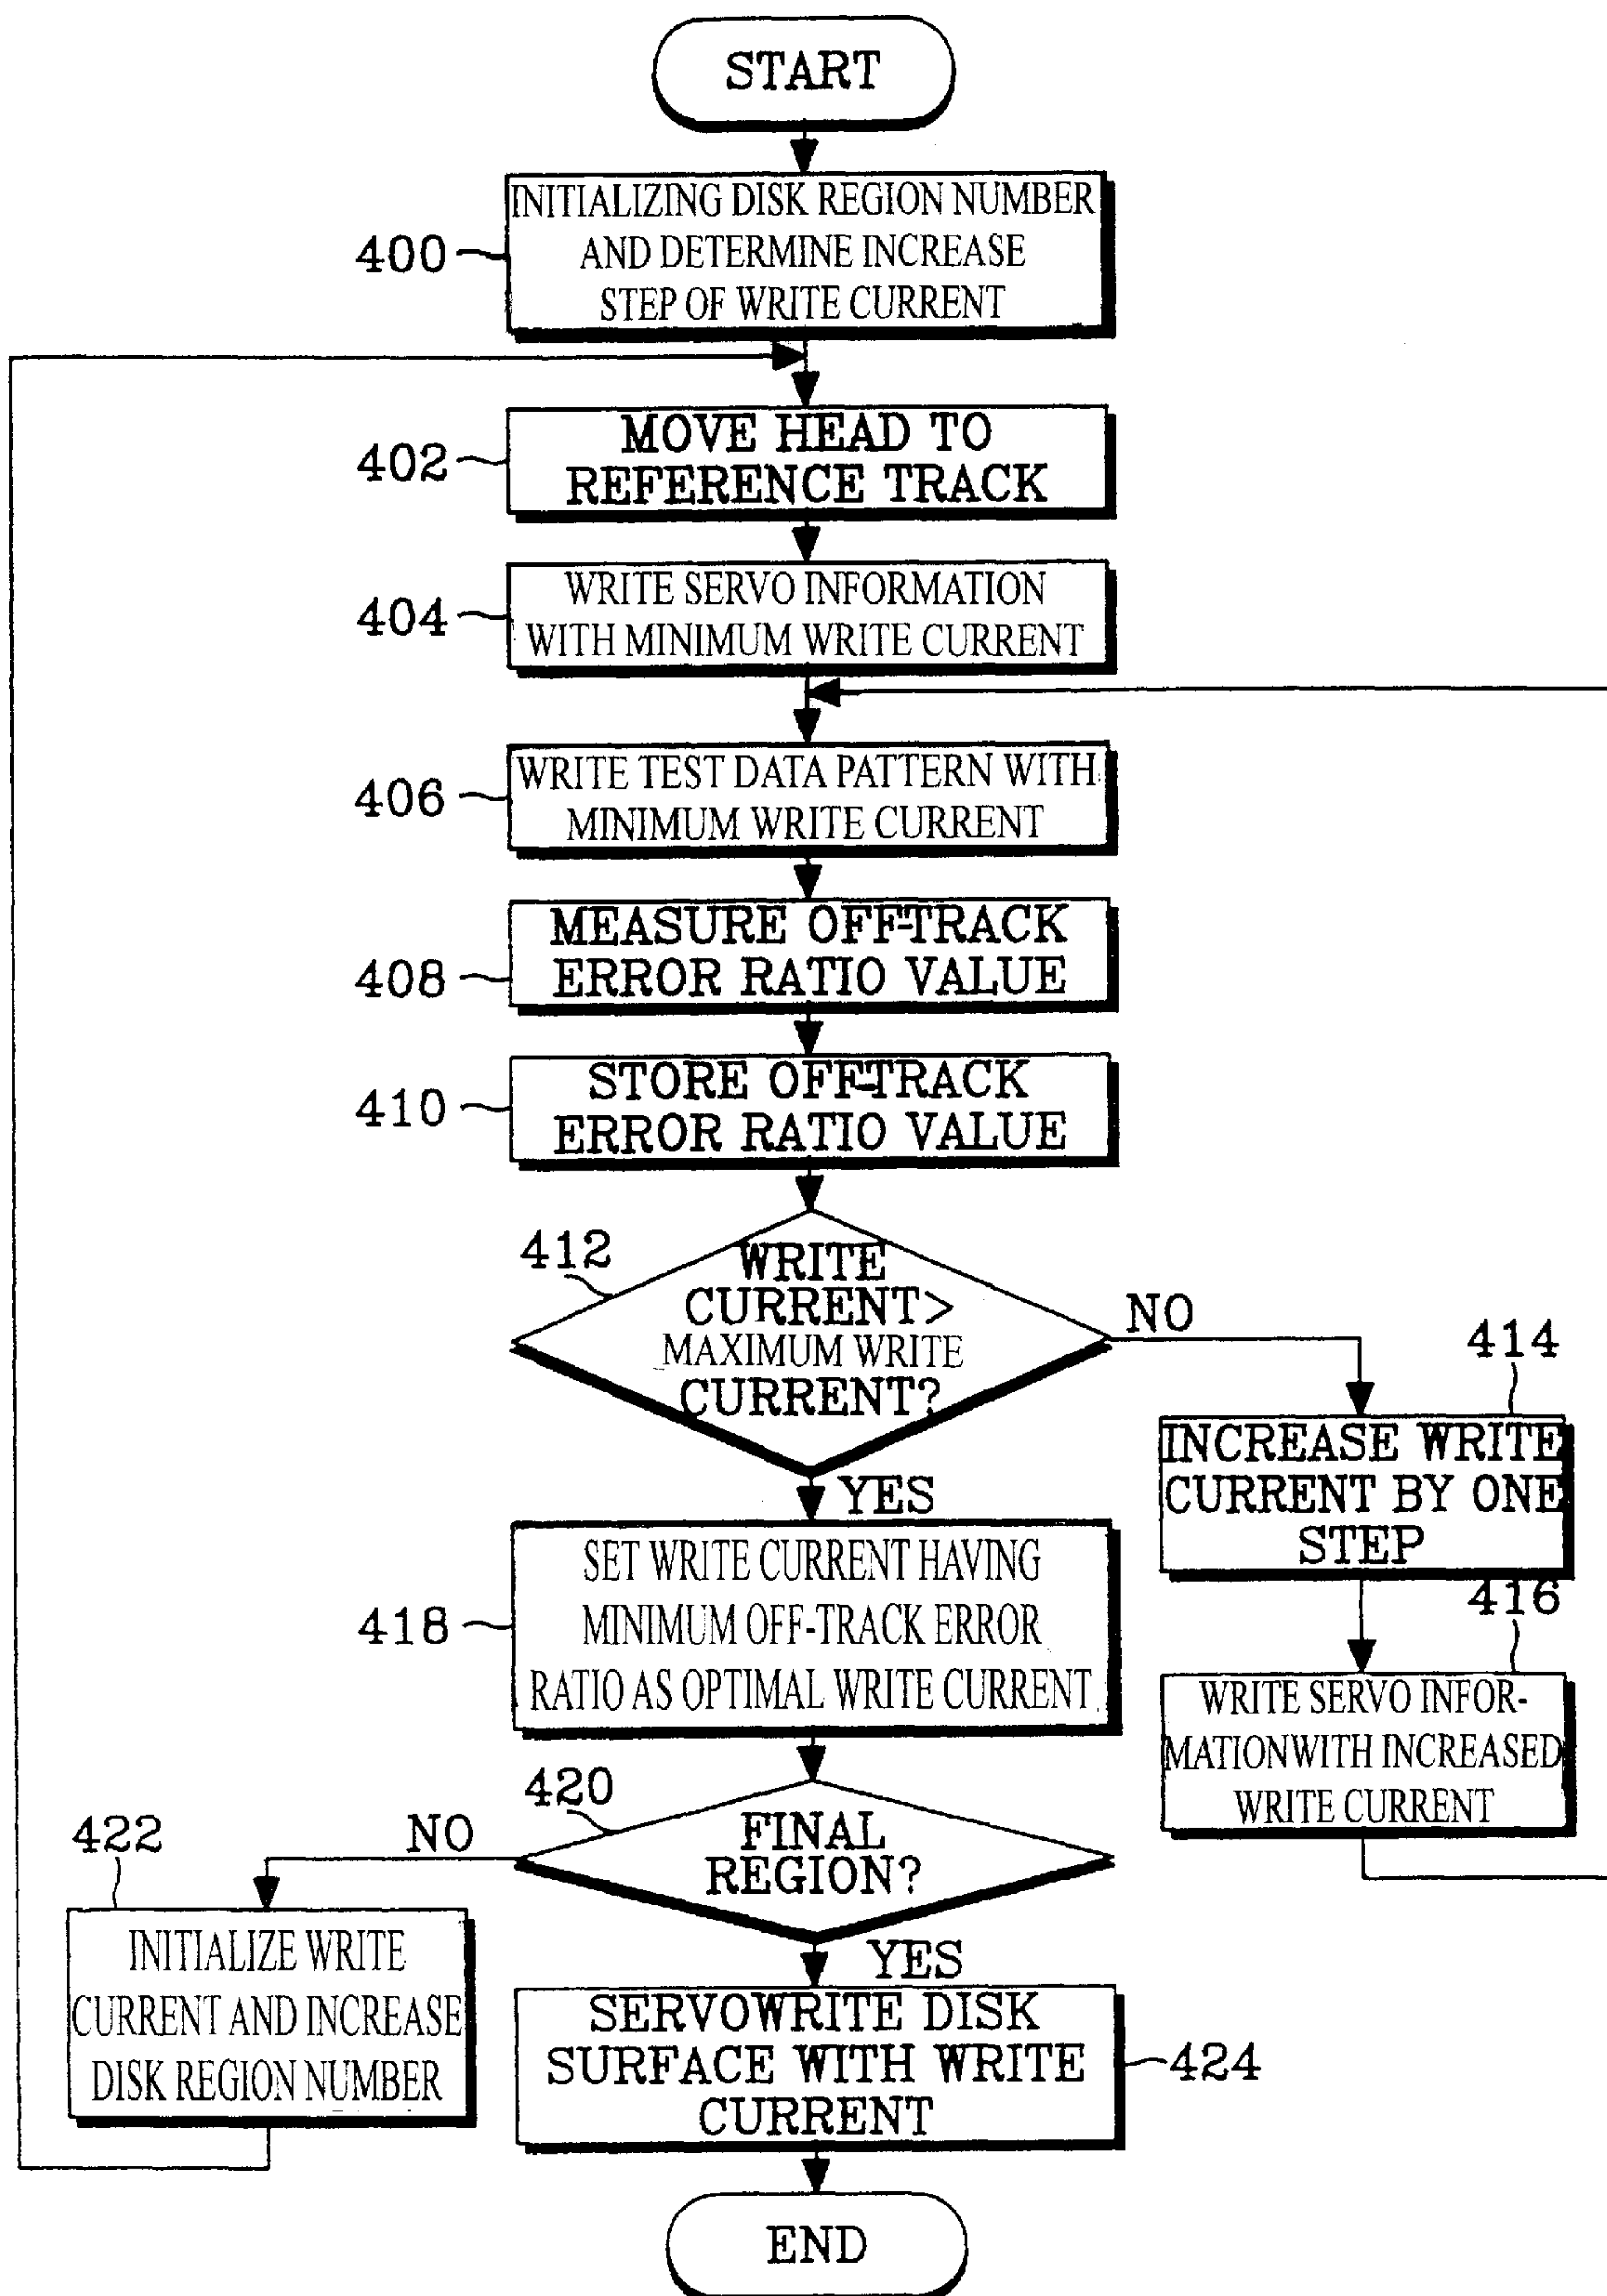 START
INITIALIZING DISK REGION NUMBER
AND DETERMINE INCREASE
STEP OF WRITE CURRENT
400
MOVE HEAD TO
REFERENCE TRACK
402
WRITE SERVO INFORMATION
WITH MINIMUM WRITE CURRENT
404
WRITE TEST DATA PATTERN WITH
MINIMUM WRITE CURRENT
406
MEASURE OFF-TRACK
ERROR RATIO VALUE
408
STORE OFF-TRACK
ERROR RATIO VALUE
410
412
WRITE
CURRENT>
MAXIMUM WRITE
CURRENT?
NO
YES
414
INCREASE WRITE
CURRENT BY ONE
STEP
416
WRITE SERVO INFOR-
MATIONWITH INCREASED
WRITE CURRENT
SET WRITE CURRENT HAVING
MINIMUM OFF-TRACK ERROR
RATIO AS OPTIMAL WRITE CURRENT
418
420
FINAL
REGION?
NO
YES
422
INITIALIZE WRITE
CURRENT AND INCREASE
DISK REGION NUMBER
SERVOWRITE DISK
SURFACE WITH WRITE
CURRENT
424
END